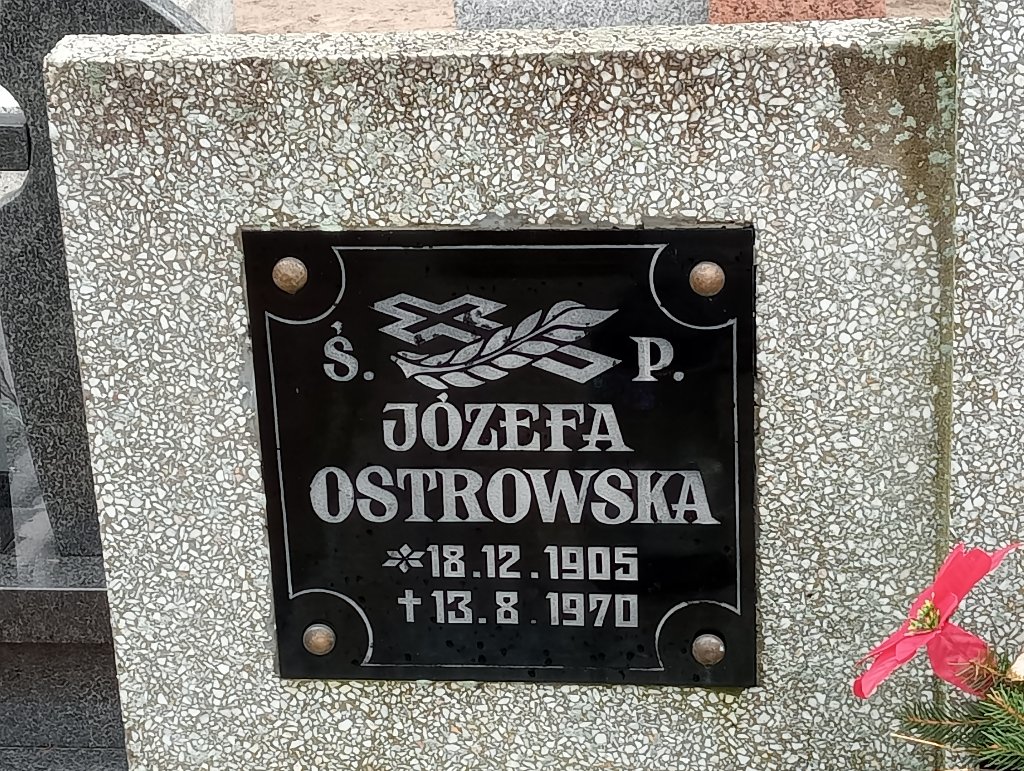 Ś. P.
JÓZEFA
OSTROWSKA
18.12.1905
✝ 13.8.1970